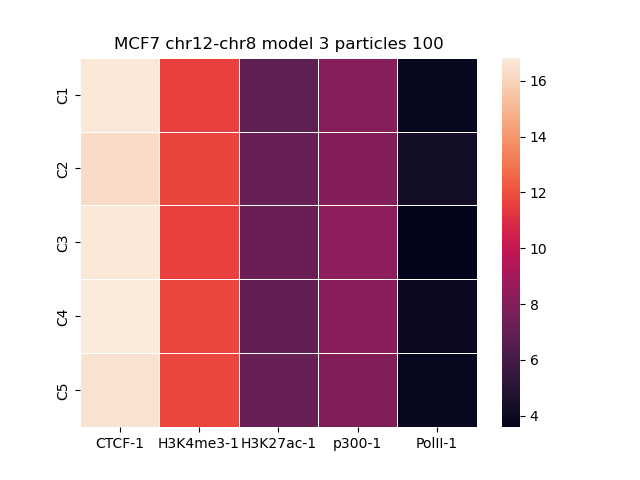 MCF7 chr12-chr8 model 3 particles 100
C1
C2
C3
C4
C5
CTCF-1 H3K4me3-1 H3K27ac-1 p300-1 PolII-1
16
14
12
10
8
6
4